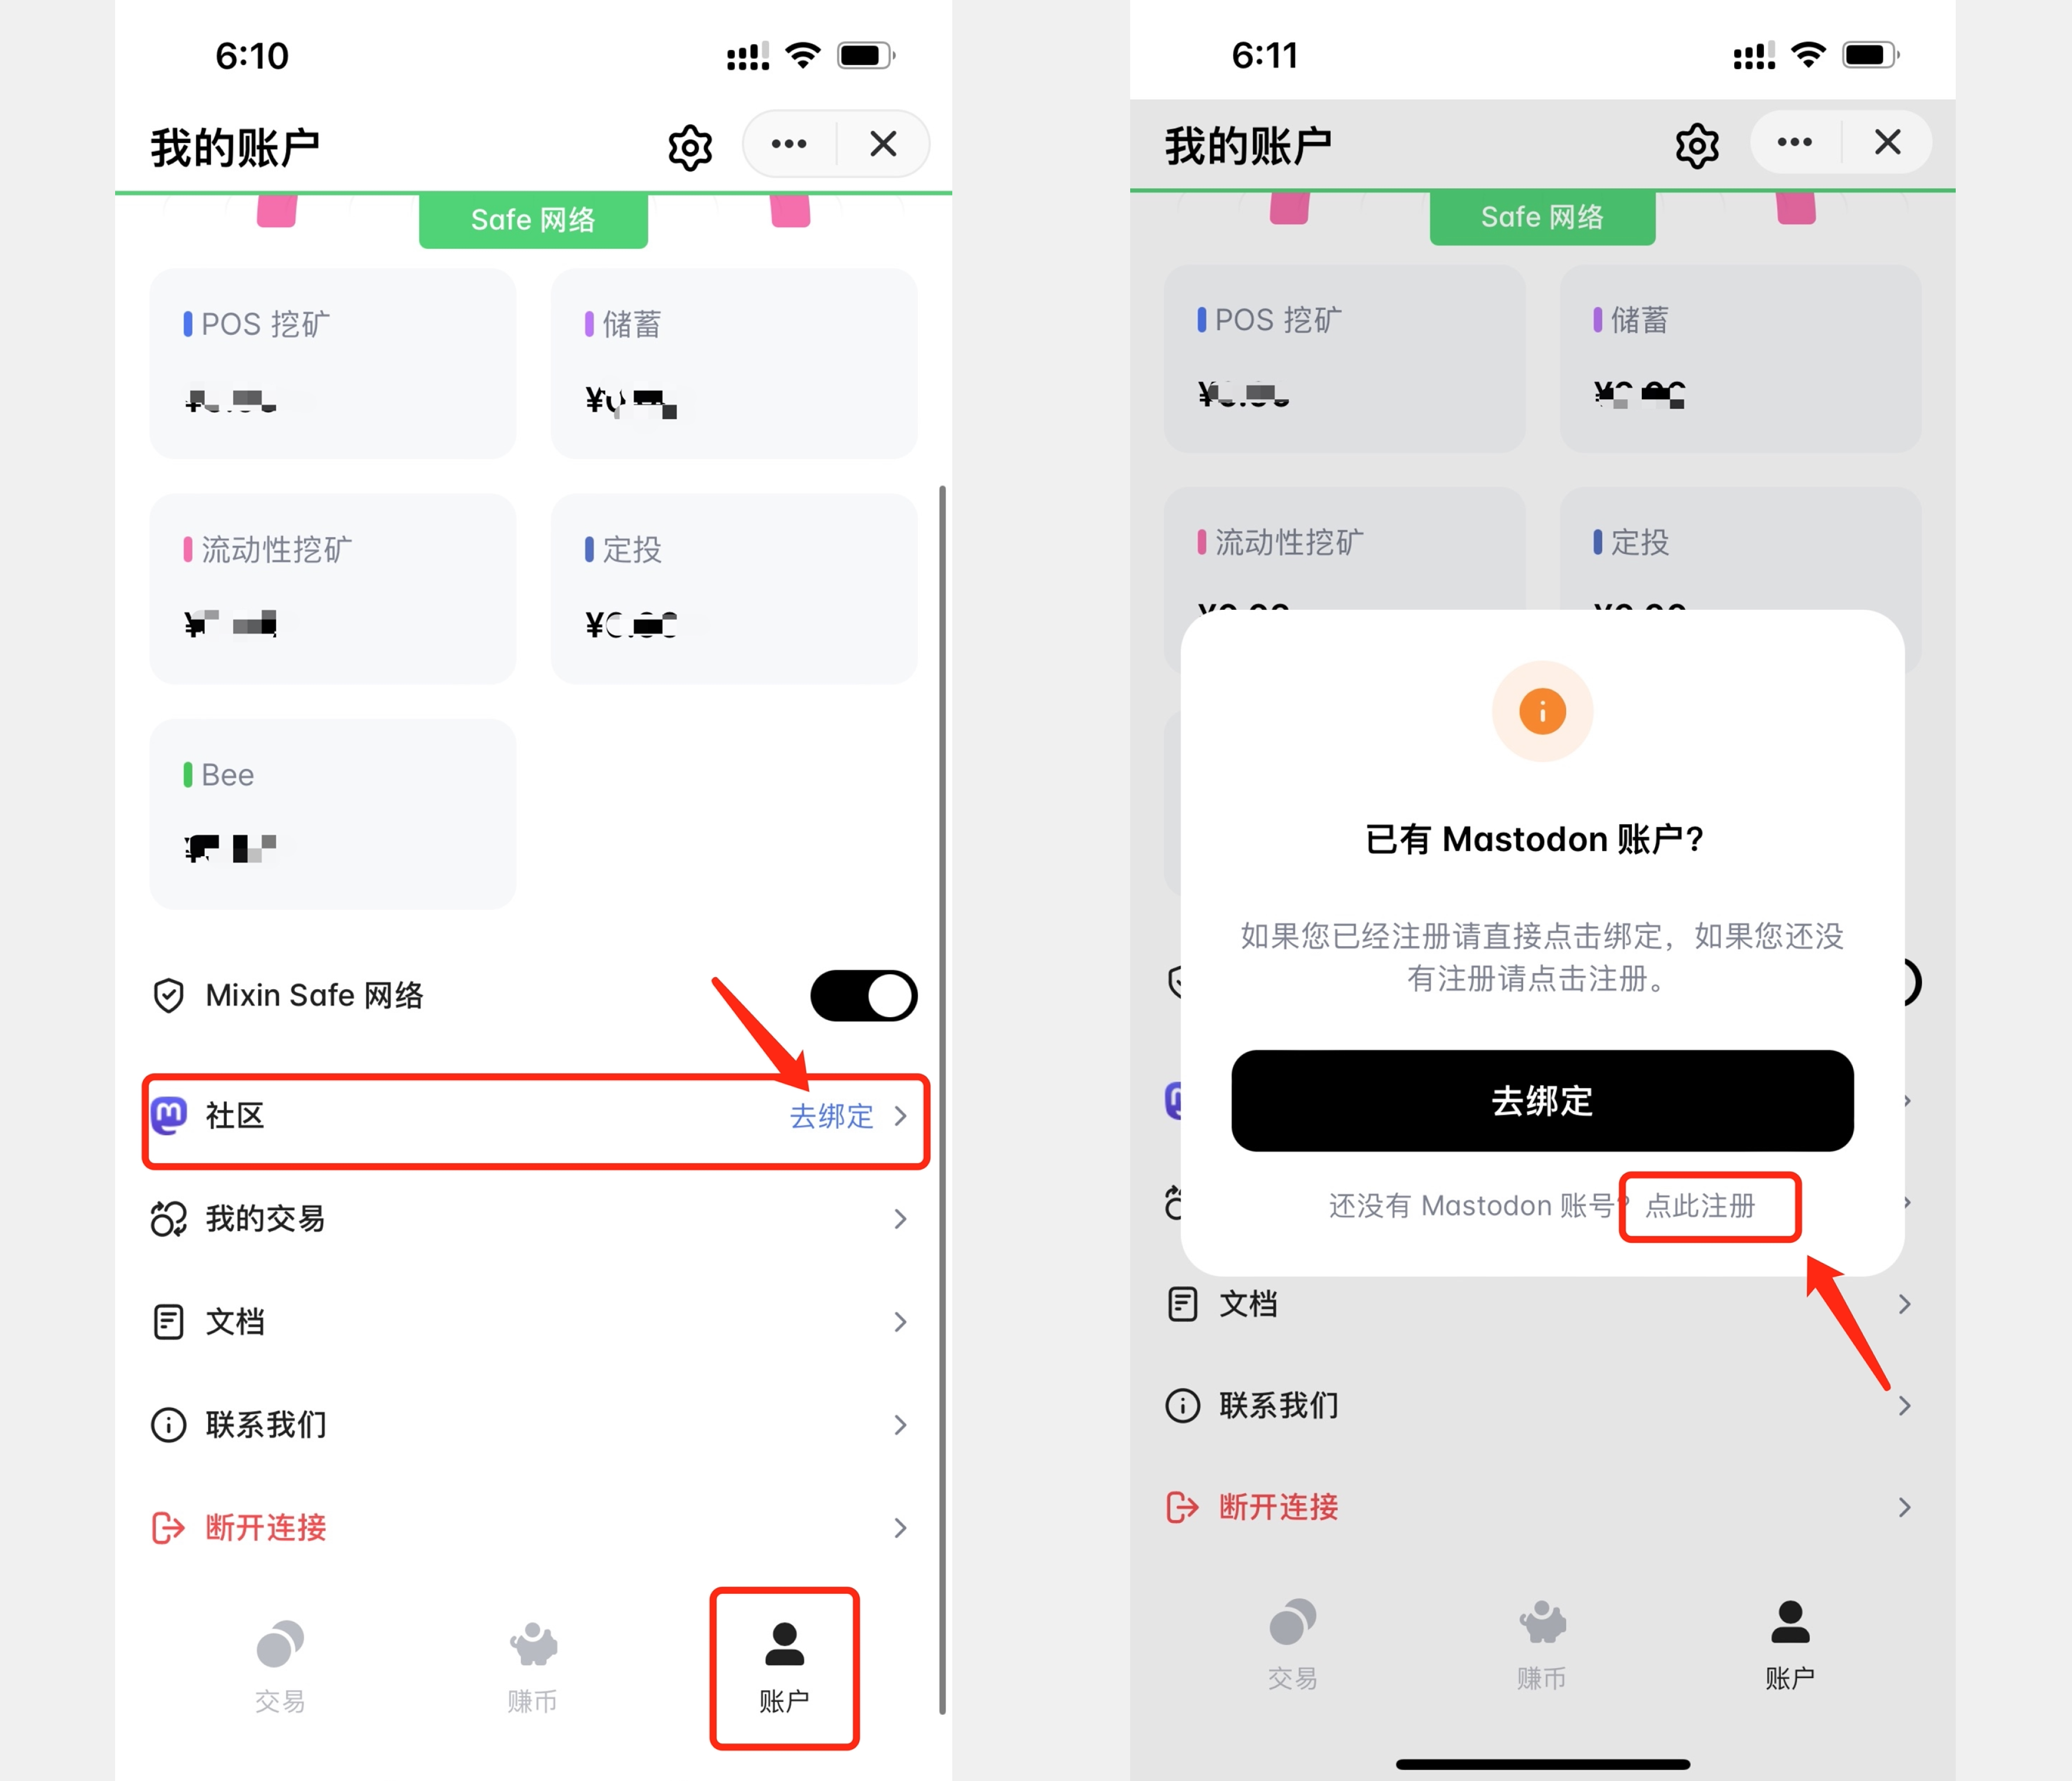 6:10
我的账户
Safe 网络
POS 挖矿
储蓄
流动性挖矿
定投
Bee
Mixin Safe 网络
社区
去绑定
我的交易
文档
联系我们
断开连接
交易
赚币
账户
6:11
我的账户
Safe 网络
POS 挖矿
储蓄
流动性挖矿
定投
已有 Mastodon 账户?
如果您已经注册请直接点击绑定，如果您还没
有注册请点击注册。
去绑定
还没有 Mastodon 账号? 点此注册
文档
联系我们
断开连接
交易
赚币
账户